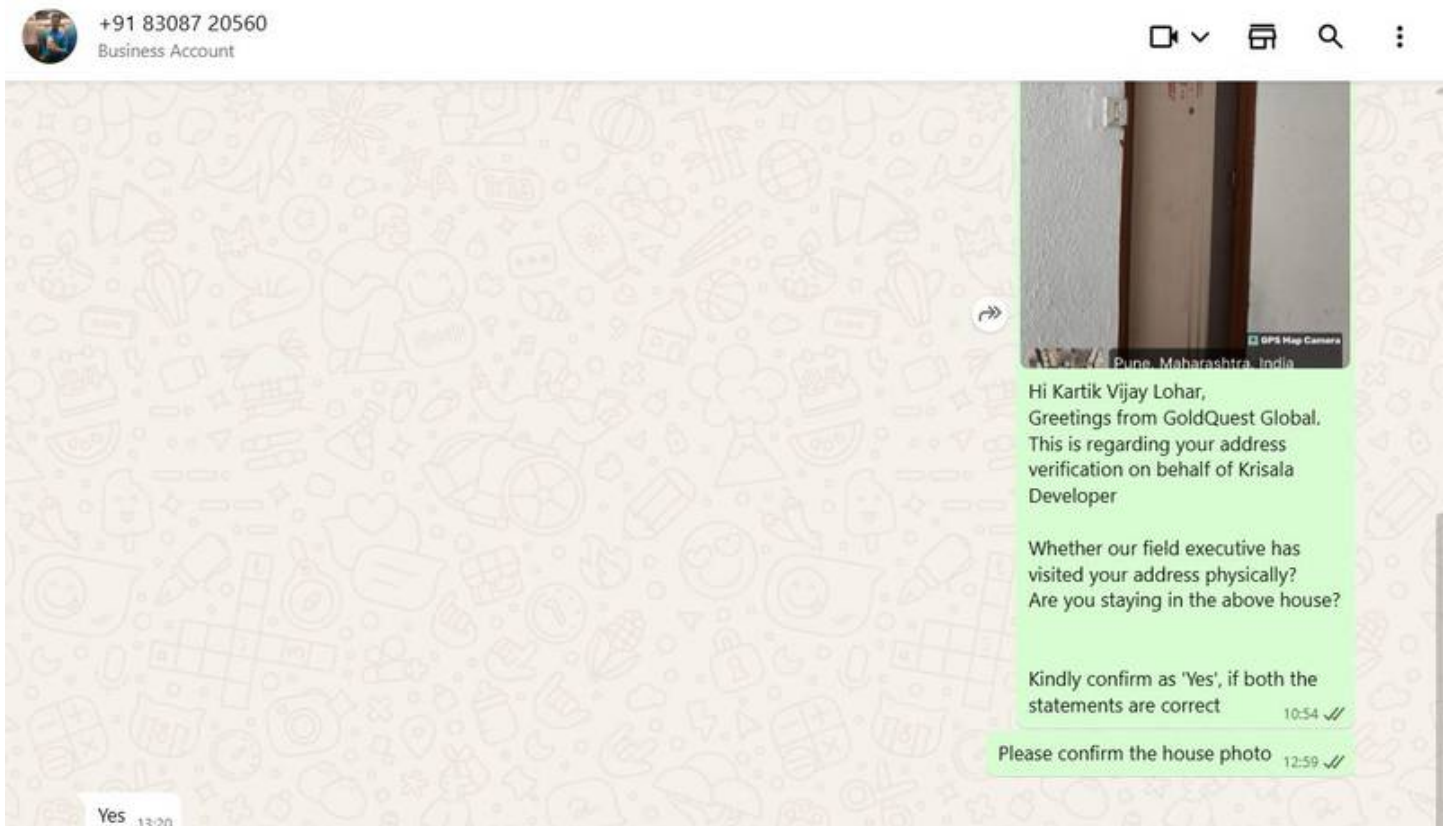 +91 83087 20560
Business Account
GPS Map Camera
Pune, Maharashtra, India
Hi Kartik Vijay Lohar,
Greetings from GoldQuest Global.
This is regarding your address
verification on behalf of Krisala
Developer
Whether our field executive has
visited your address physically?
Are you staying in the above house?
Kindly confirm as 'Yes', if both the
statements are correct 10:54
Please confirm the house photo 12:59
Yes 13:20